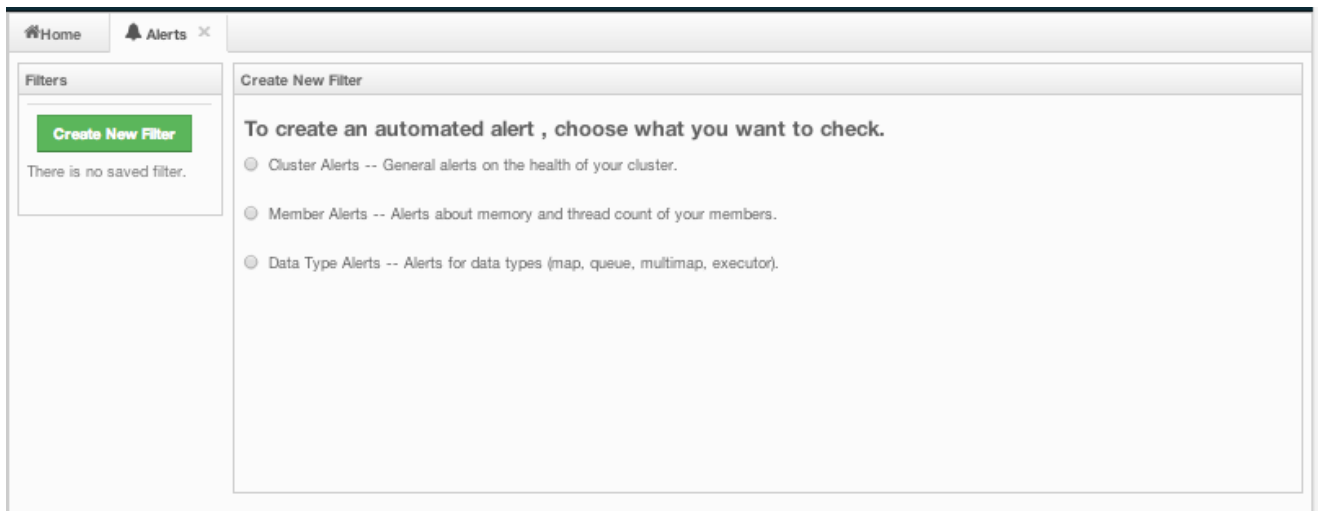 Home
Alerts ×
Filters
Create New Filter
There is no saved filter.
Create New Filter
To create an automated alert , choose what you want to check.
Cluster Alerts -- General alerts on the health of your cluster.
Member Alerts -- Alerts about memory and thread count of your members.
Data Type Alerts -- Alerts for data types (map, queue, multimap, executor).